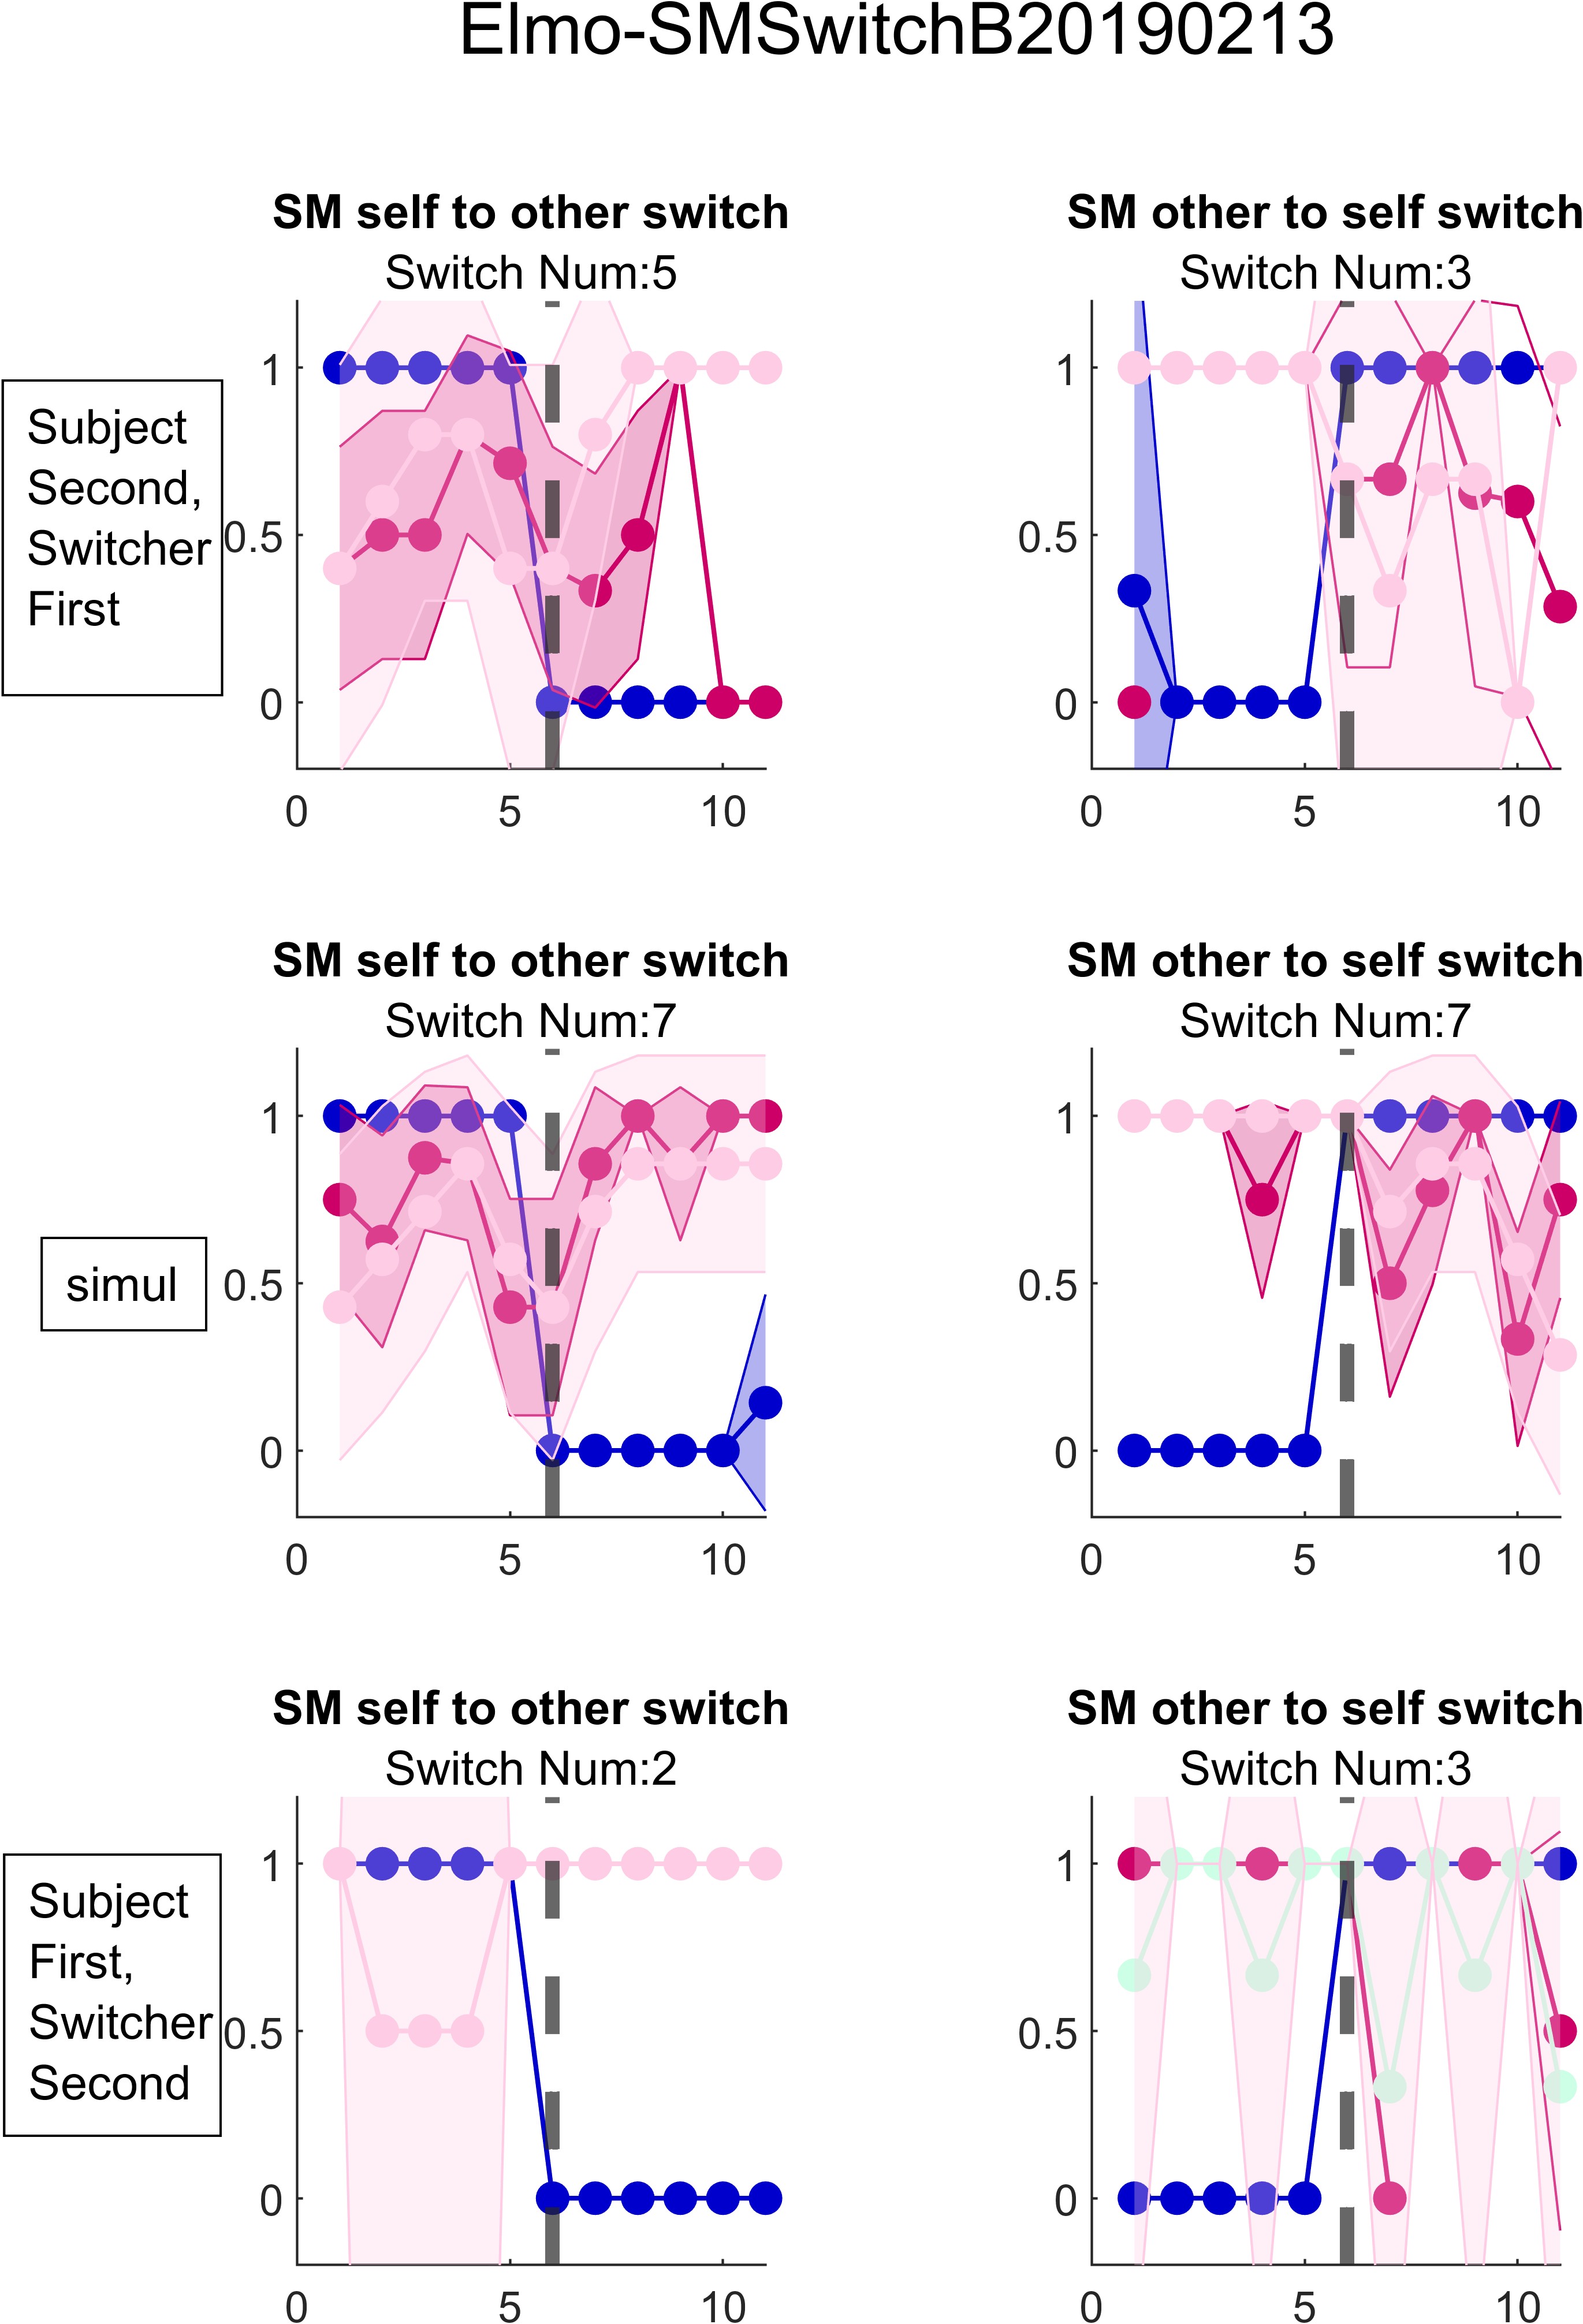 Elmo-SMSwitchB20190213
SM self to other switch
Switch Num:5
SM other to self switch
Switch Num:3
Subject
Second,
Switcher
First
1
0.5
0
0
5
10
1
0.5
0
0
5
10
SM self to other switch
Switch Num:7
SM other to self switch
Switch Num:7
simul
1
0.5
0
0
5
10
1
0.5
0
0
5
10
SM self to other switch
Switch Num:2
SM other to self switch
Switch Num:3
Subject
First,
Switcher
Second
1
0.5
0
0
5
10
1
0.5
0
0
5
10